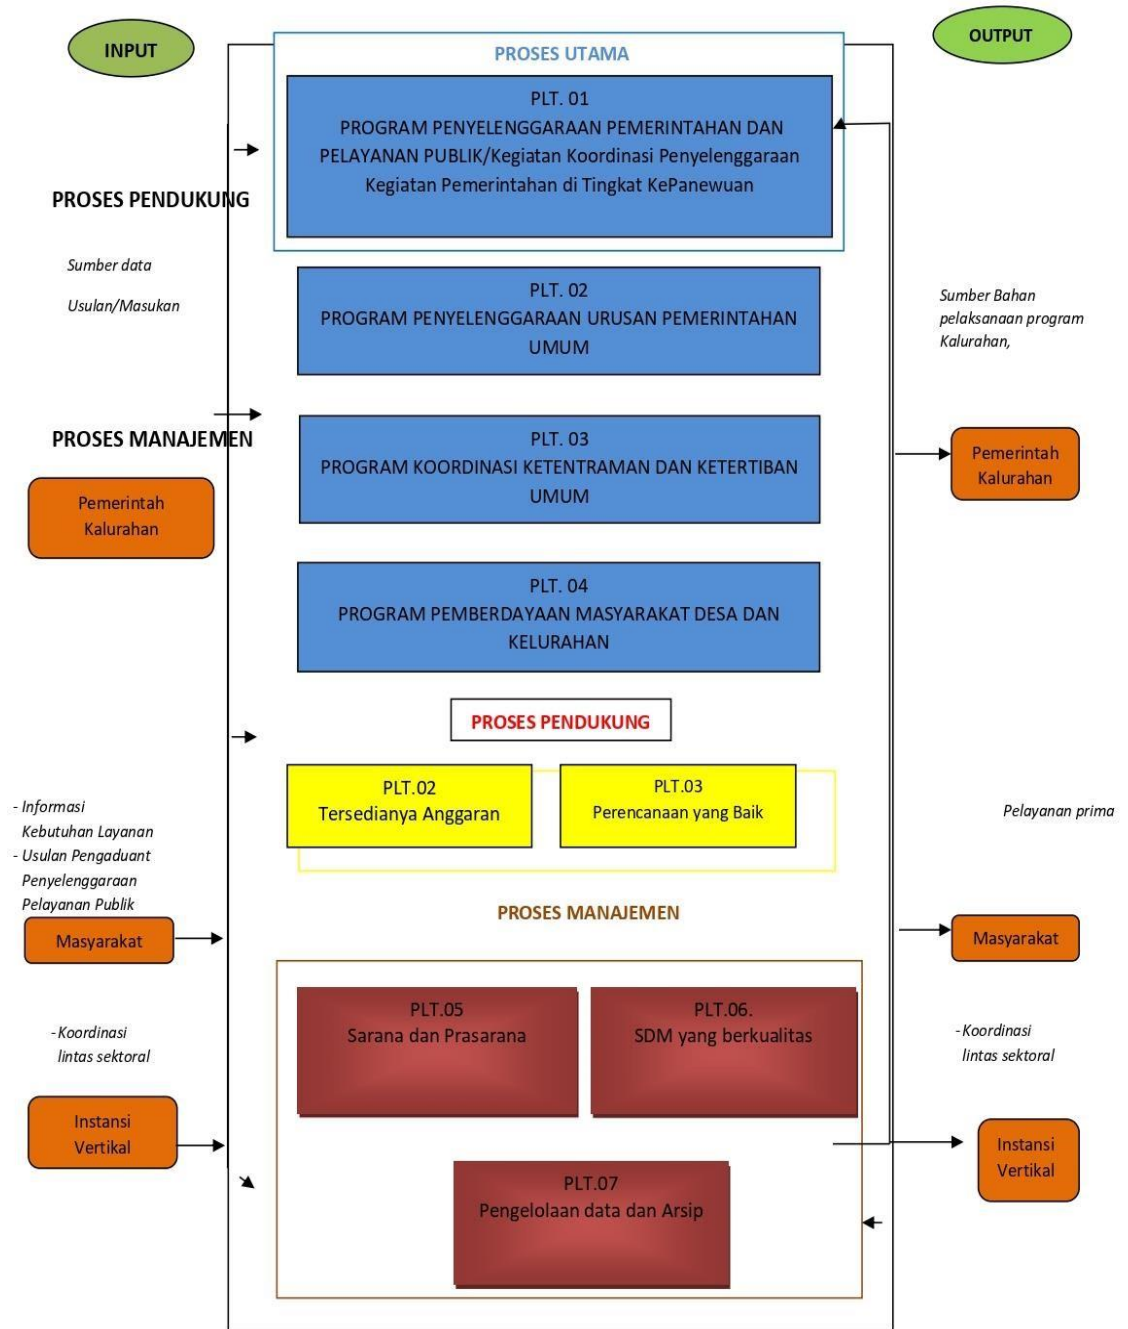 INPUT
OUTPUT
PROSES UTAMA
PLT. 01
PROGRAM PENYELENGGARAAN PEMERINTAHAN DAN
PELAYANAN PUBLIK/Kegiatan Koordinasi Penyelenggaraan
Kegiatan Pemerintahan di Tingkat KePanewuan
PROSES PENDUKUNG
Sumber data
Usulan/Masukan
PLT. 02
PROGRAM PENYELENGGARAAN URUSAN PEMERINTAHAN
UMUM
Sumber Bahan
pelaksanaan program
Kalurahan,
PROSES MANAJEMEN
Pemerintah
Kalurahan
PLT. 03
PROGRAM KOORDINASI KETENTRAMAN DAN KETERTIBAN
UMUM
Pemerintah
Kalurahan
PLT. 04
PROGRAM PEMBERDAYAAN MASYARAKAT DESA DAN
KELURAHAN
PROSES PENDUKUNG
PLT.02
Tersedianya Anggaran
PLT.03
Perencanaan yang Baik
- Informasi
Kebutuhan Layanan
- Usulan Pengaduant
Penyelenggaraan
Pelayanan Publik
Masyarakat
Pelayanan prima
Masyarakat
PROSES MANAJEMEN
PLT.05
Sarana dan Prasarana
PLT.06.
SDM yang berkualitas
- Koordinasi
lintas sektoral
Instansi
Vertikal
- Koordinasi
lintas sektoral
Instansi
Vertikal
PLT.07
Pengelolaan data dan Arsip